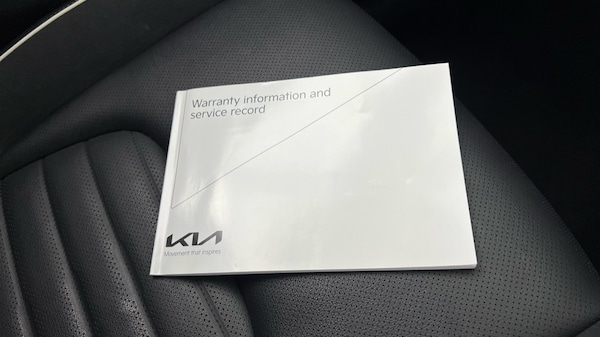 Warranty information and
service record
KIA
Movement that inspires